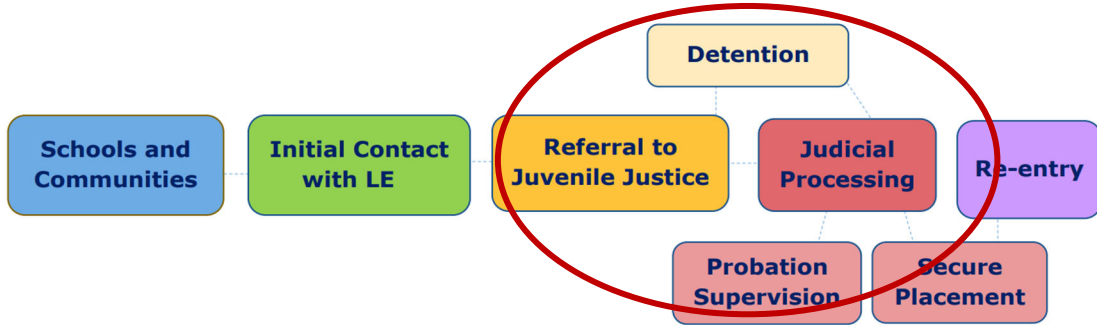 Detention
Schools and
Communities
Initial Contact
with LE
Referral to
Juvenile Justice
Judicial
Processing
Re-entry
Probation
Supervision
Secure
Placement